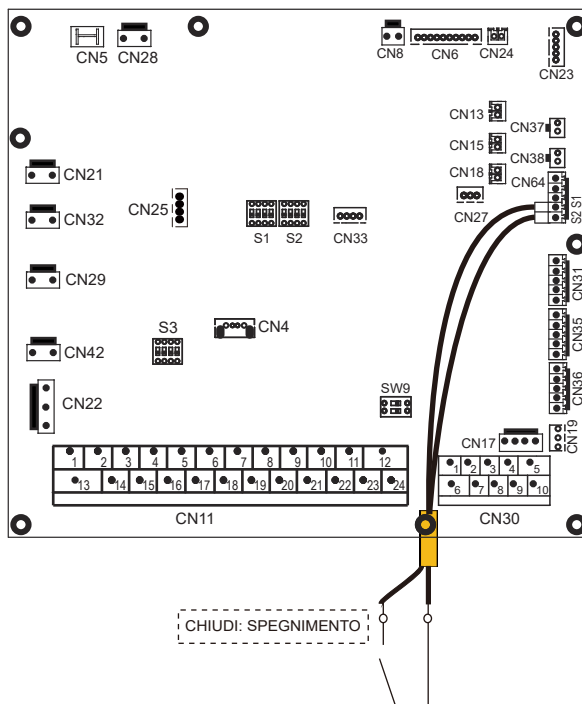 CN5
CN28
CN8
CN6
CN24
CN23
CN13
CN37
CN15
CN38
CN18
CN64
CN21
CN25
CN27
S2 S1
CN32
S1
S2
CN33
CN31
CN29
S3
CN4
CN35
CN42
CN36
CN22
SW9
CN17
CN19
1 2 3 4 5 6 7 8 9 10 11 12
13 14 15 16 17 18 19 20 21 22 23 24
CN11
1 2 3 4 5
6 7 8 9 10
CN30
CHIUDI: SPEGNIMENTO